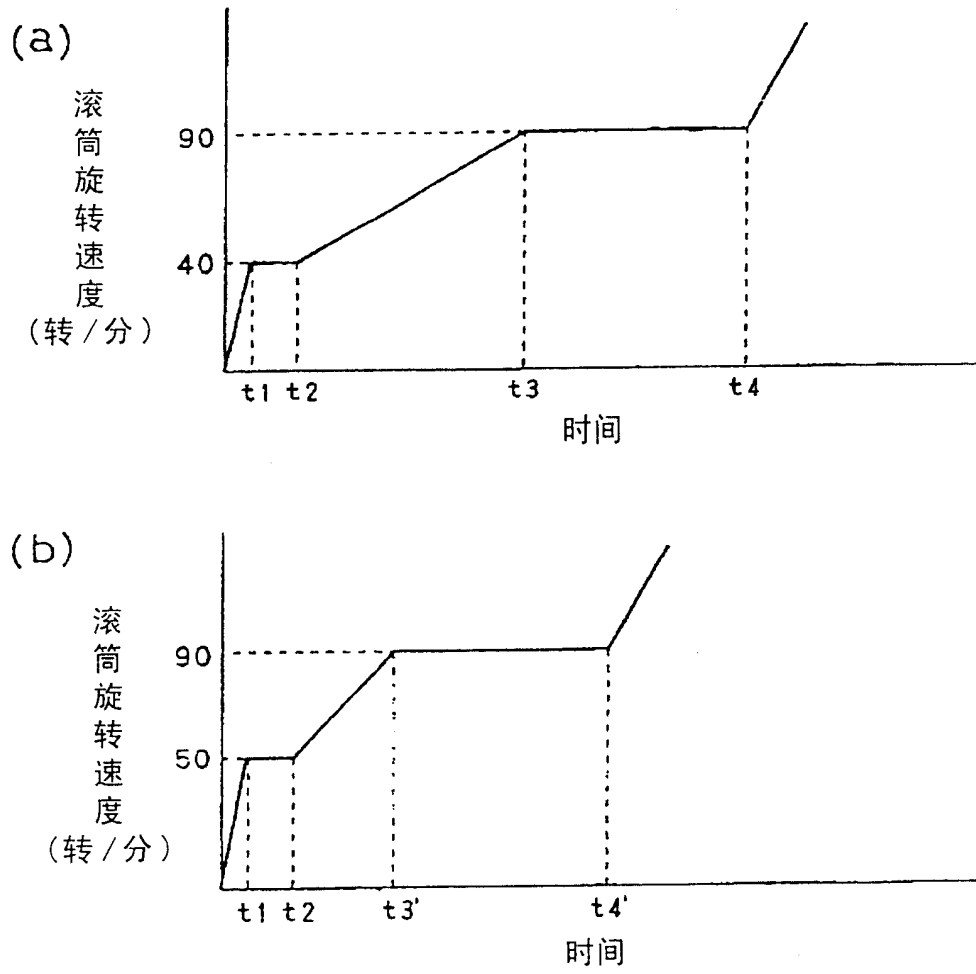 (a)
滚筒旋转速度
(转/分)
90
40
t1 t2 t3 t4
时间
(b)
滚筒旋转速度
(转/分)
90
50
t1 t2 t3' t4'
时间